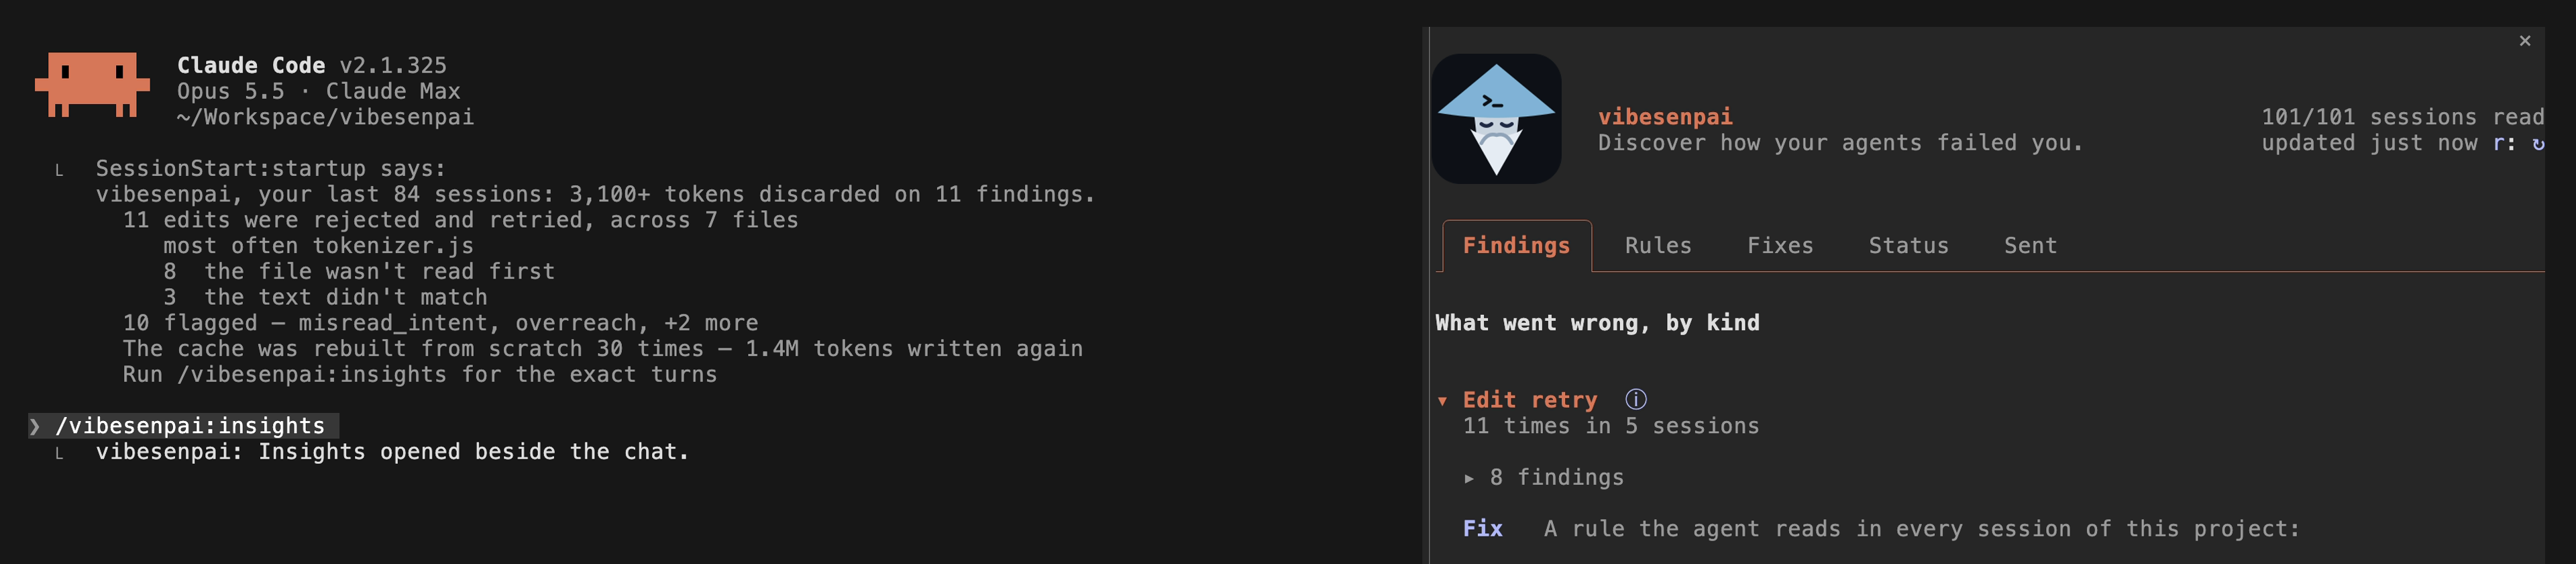 Claude Code v2.1.325
Opus 5.5 · Claude Max
~/Workspace/vibesenpai
└ SessionStart:startup says:
vibesenpai, your last 84 sessions: 3,100+ tokens discarded on 11 findings.
11 edits were rejected and retried, across 7 files
most often tokenizer.js
8 the file wasn't read first
3 the text didn't match
10 flagged — misread_intent, overreach, +2 more
The cache was rebuilt from scratch 30 times — 1.4M tokens written again
Run /vibesenpai:insights for the exact turns
❯ /vibesenpai:insights
└ vibesenpai: Insights opened beside the chat.
×
>_
vibesenpai
101/101 sessions read
Discover how your agents failed you.
updated just now r: ↻
Findings Rules Fixes Status Sent
What went wrong, by kind
▾ Edit retry ⓘ
11 times in 5 sessions
▸ 8 findings
Fix A rule the agent reads in every session of this project: